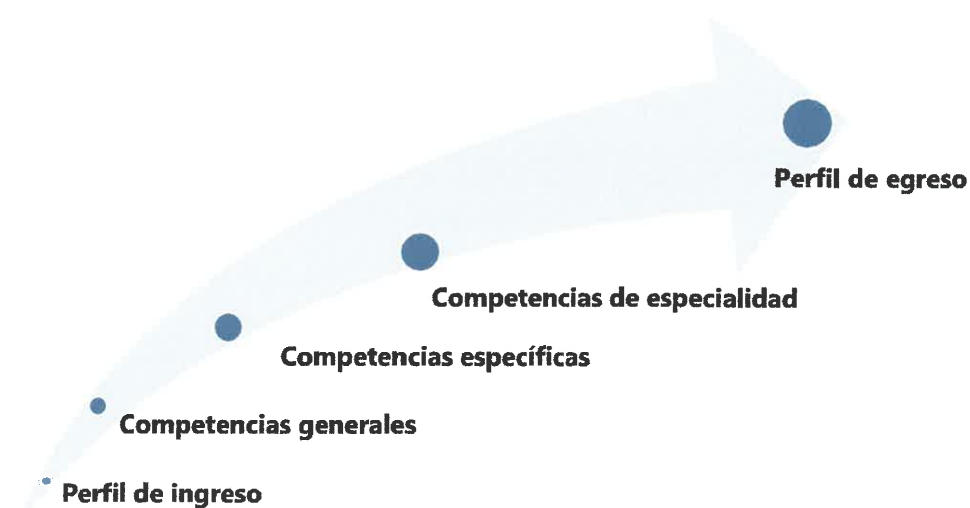 Perfil de egreso
Competencias de especialidad
Competencias específicas
Competencias generales
Perfil de ingreso